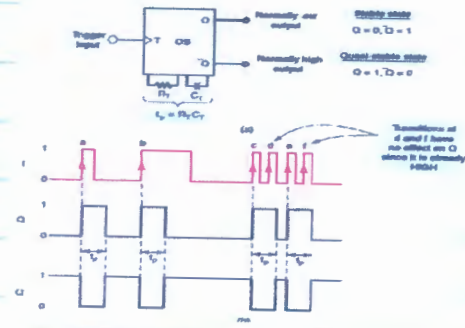 Q
Normally low
output
Stable state
Q = 0, Q̅ = 1
Trigger
input
T
OS
Q̅
Normally high
output
Quasi-stable state
Q = 1, Q̅ = 0
R_T
C_T
t_p = R_T C_T
(a)
Transitions at
d and f have
no effect on Q
since it is already
HIGH
1
a
b
c d e f
T
0
1
Q
0
t_p
t_p
t_p
t_p
1
Q̅
0